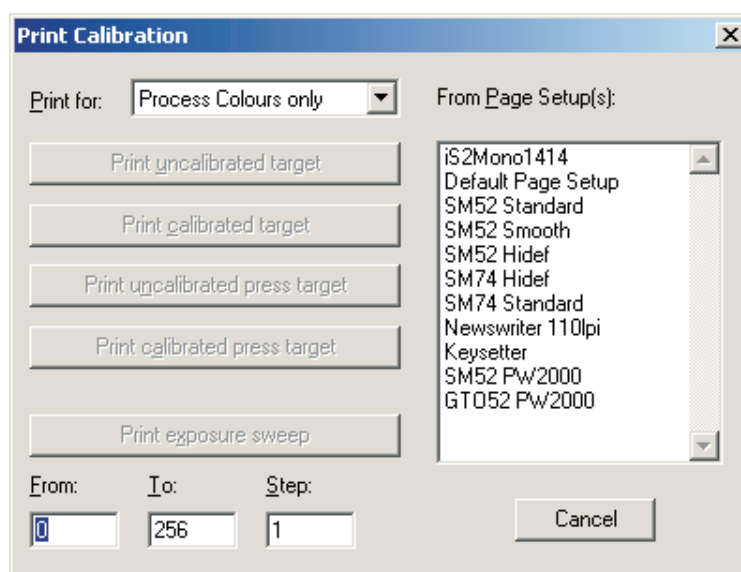 Print Calibration
Print for: Process Colours only
Print uncalibrated target
Print calibrated target
Print uncalibrated press target
Print calibrated press target
Print exposure sweep
From: To: Step:
0 256 1
From Page Setup(s):
iS2Mono1414
Default Page Setup
SM52 Standard
SM52 Smooth
SM52 Hidef
SM74 Hidef
SM74 Standard
Newswriter 110lpi
Keysetter
SM52 PW2000
GTO52 PW2000
Cancel